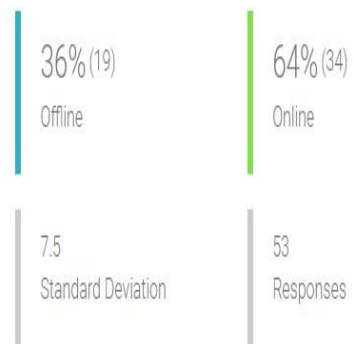 36% (19)
Offline
64% (34)
Online
7.5
Standard Deviation
53
Responses